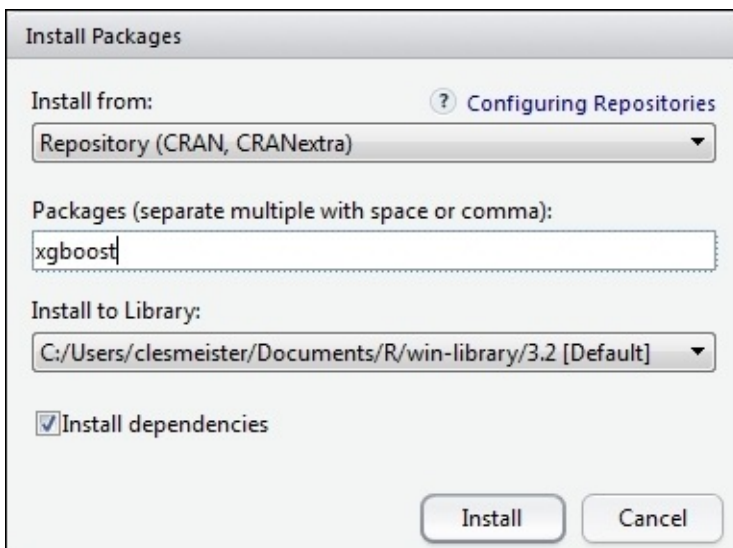 Install Packages
Install from:
? Configuring Repositories
Repository (CRAN, CRANextra)
Packages (separate multiple with space or comma):
xgboost
Install to Library:
C:/Users/clesmeister/Documents/R/win-library/3.2 [Default]
Install dependencies
Install
Cancel